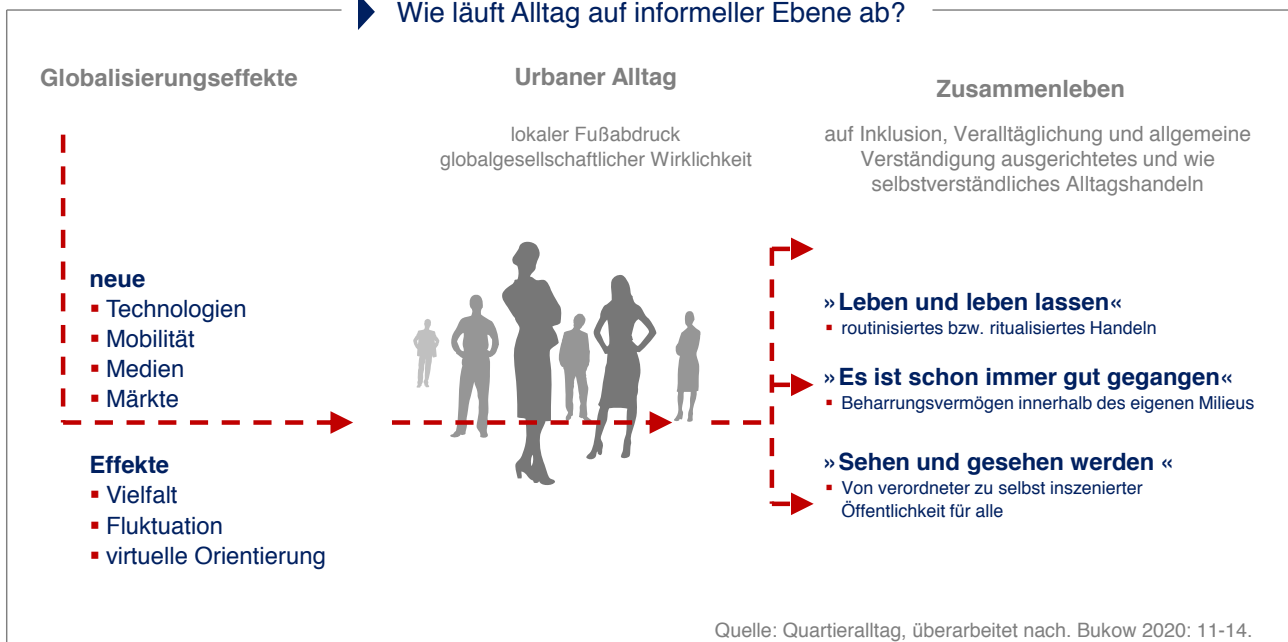 Wie läuft Alltag auf informeller Ebene ab?
Globalisierungseffekte
neue
▪ Technologien
▪ Mobilität
▪ Medien
▪ Märkte
Effekte
▪ Vielfalt
▪ Fluktuation
▪ virtuelle Orientierung
Urbaner Alltag
lokaler Fußabdruck
globalgesellschaftlicher Wirklichkeit
Zusammenleben
auf Inklusion, Veralltäglichung und allgemeine
Verständigung ausgerichtetes und wie
selbstverständliches Alltagshandeln
»Leben und leben lassen«
▪ routinisiertes bzw. ritualisiertes Handeln
»Es ist schon immer gut gegangen«
▪ Beharrungsvermögen innerhalb des eigenen Milieus
»Sehen und gesehen werden «
▪ Von verordneter zu selbst inszenierter
Öffentlichkeit für alle
Quelle: Quartieralltag, überarbeitet nach. Bukow 2020: 11-14.